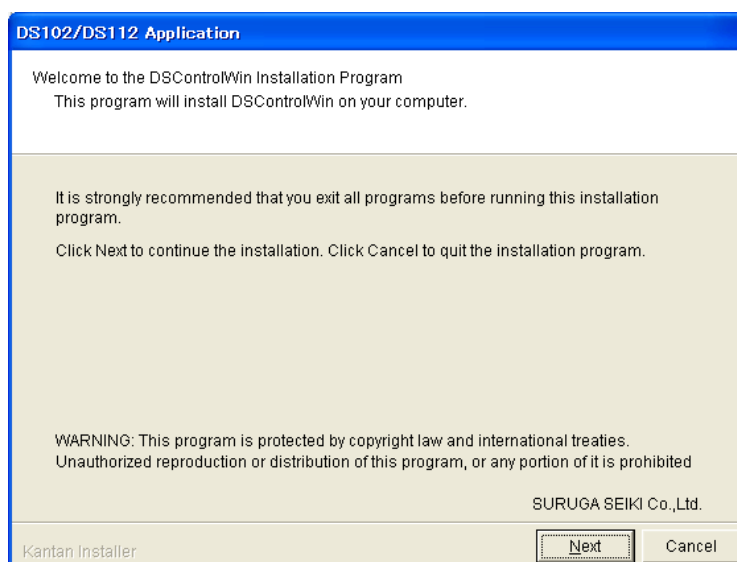 DS102/DS112 Application
Welcome to the DSControlWin Installation Program
This program will install DSControlWin on your computer.
It is strongly recommended that you exit all programs before running this installation
program.
Click Next to continue the installation. Click Cancel to quit the installation program.
WARNING: This program is protected by copyright law and international treaties.
Unauthorized reproduction or distribution of this program, or any portion of it is prohibited
SURUGA SEIKI Co.,Ltd.
Kantan Installer
Next
Cancel